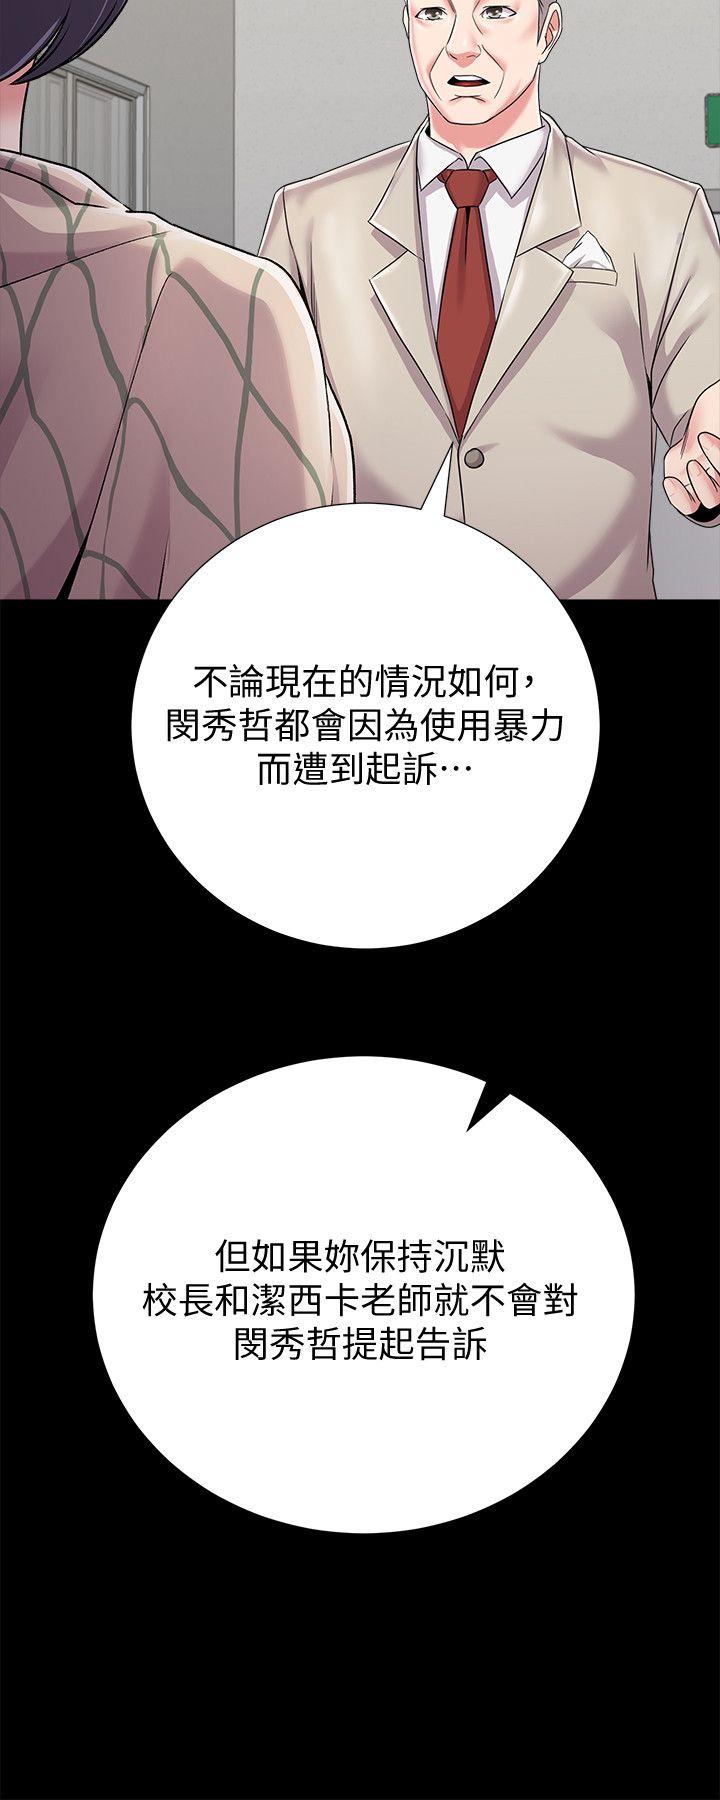 不論現在的情況如何，
閔秀哲都會因為使用暴力
而遭到起訴⋯
但如果妳保持沉默
校長和潔西卡老師就不會對
閔秀哲提起告訴